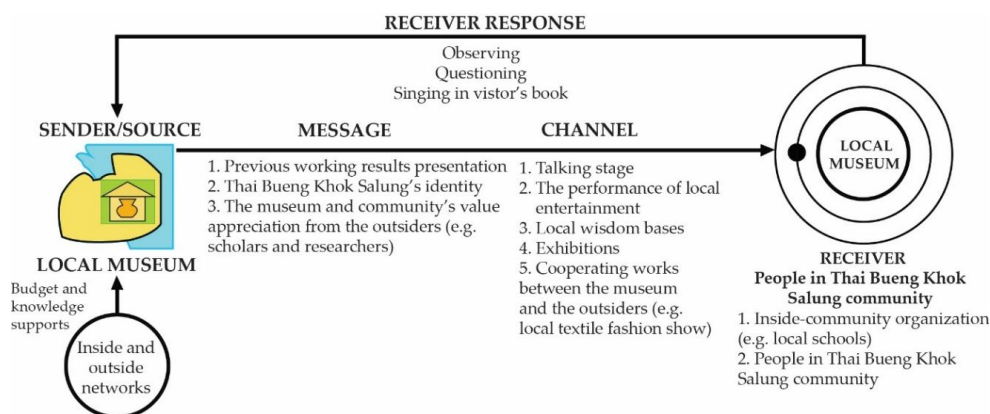 RECEIVER RESPONSE
Observing
Questioning
Singing in vistor's book
SENDER/SOURCE
LOCAL MUSEUM
Budget and
knowledge
supports
Inside and
outside
networks
MESSAGE
1. Previous working results presentation
2. Thai Bueng Khok Salung's identity
3. The museum and community's value
appreciation from the outsiders (e.g.
scholars and researchers)
CHANNEL
1. Talking stage
2. The performance of local
entertainment
3. Local wisdom bases
4. Exhibitions
5. Cooperating works
between the museum
and the outsiders (e.g.
local textile fashion show)
LOCAL
MUSEUM
RECEIVER
People in Thai Bueng Khok
Salung community
1. Inside-community organization
(e.g. local schools)
2. People in Thai Bueng Khok
Salung community